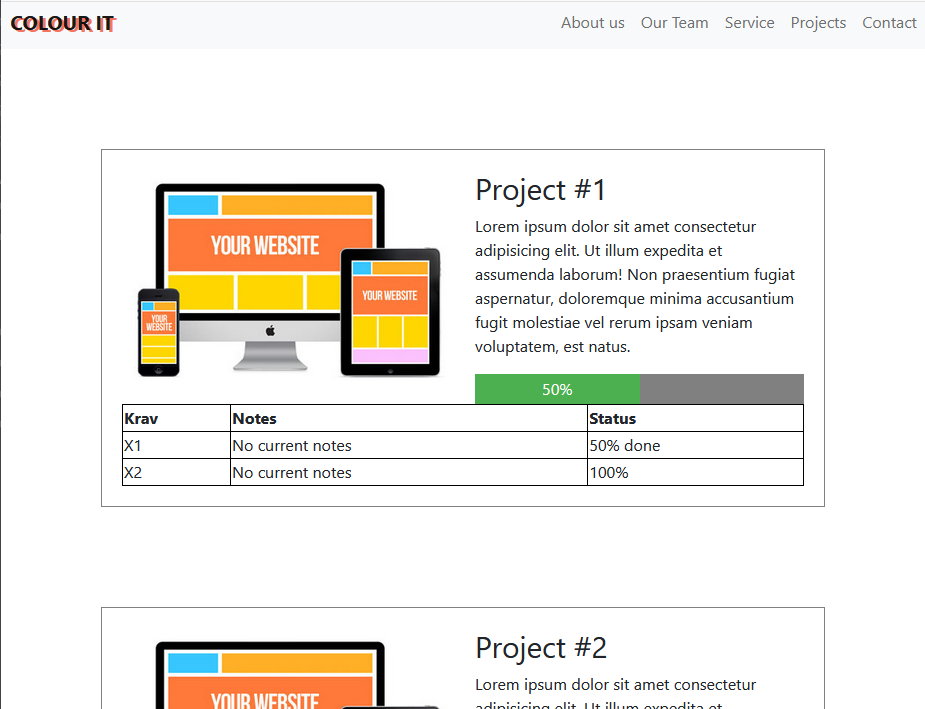 COLOUR IT
About us Our Team Service Projects Contact
YOUR WEBSITE
YOUR WEBSITE
YOUR
WEBSITE
Project #1
Lorem ipsum dolor sit amet consectetur
adipisicing elit. Ut illum expedita et
assumenda laborum! Non praesentium fugiat
aspernatur, doloremque minima accusantium
fugit molestiae vel rerum ipsam veniam
voluptatem, est natus.
50%
Krav Notes Status
X1 No current notes 50% done
X2 No current notes 100%
YOUR WEBSITE
Project #2
Lorem ipsum dolor sit amet consectetur
adipisicing elit. Ut illum expedita et